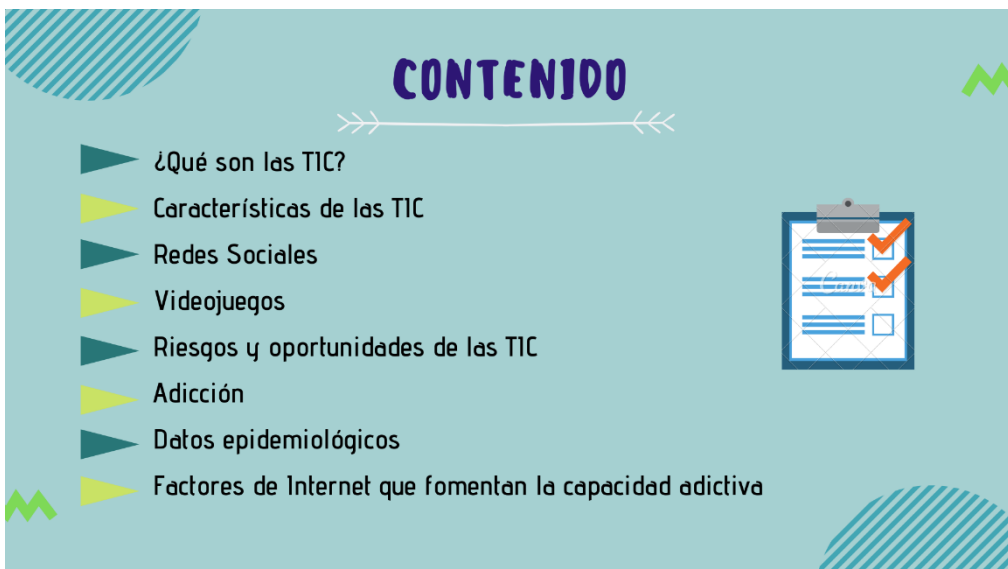 CONTENIDO
¿Qué son las TIC?
Características de las TIC
Redes Sociales
Videojuegos
Riesgos y oportunidades de las TIC
Adicción
Datos epidemiológicos
Factores de Internet que fomentan la capacidad adictiva